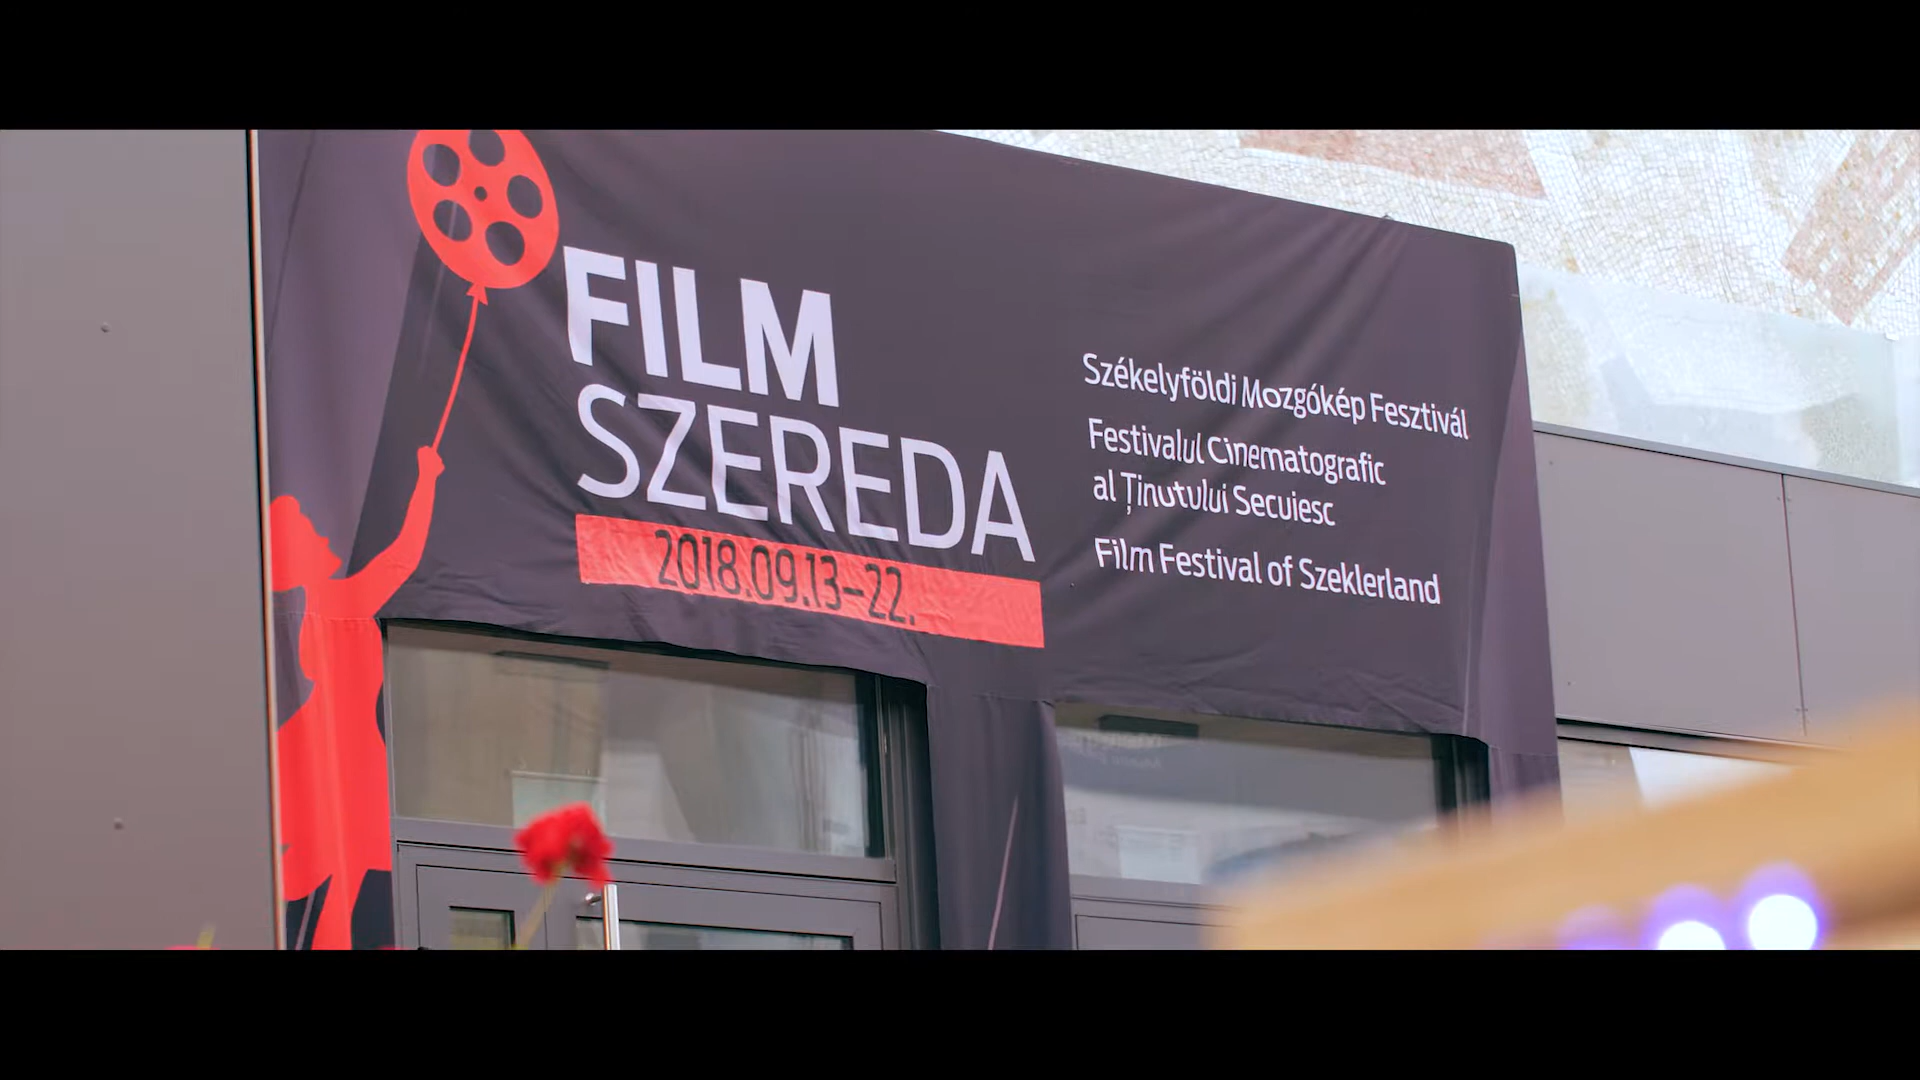 FILM
SZEREDA
2018.09.13–22.
Székelyföldi Mozgókép Fesztivál
Festivalul Cinematografic
al Ținutului Secuiesc
Film Festival of Szeklerland